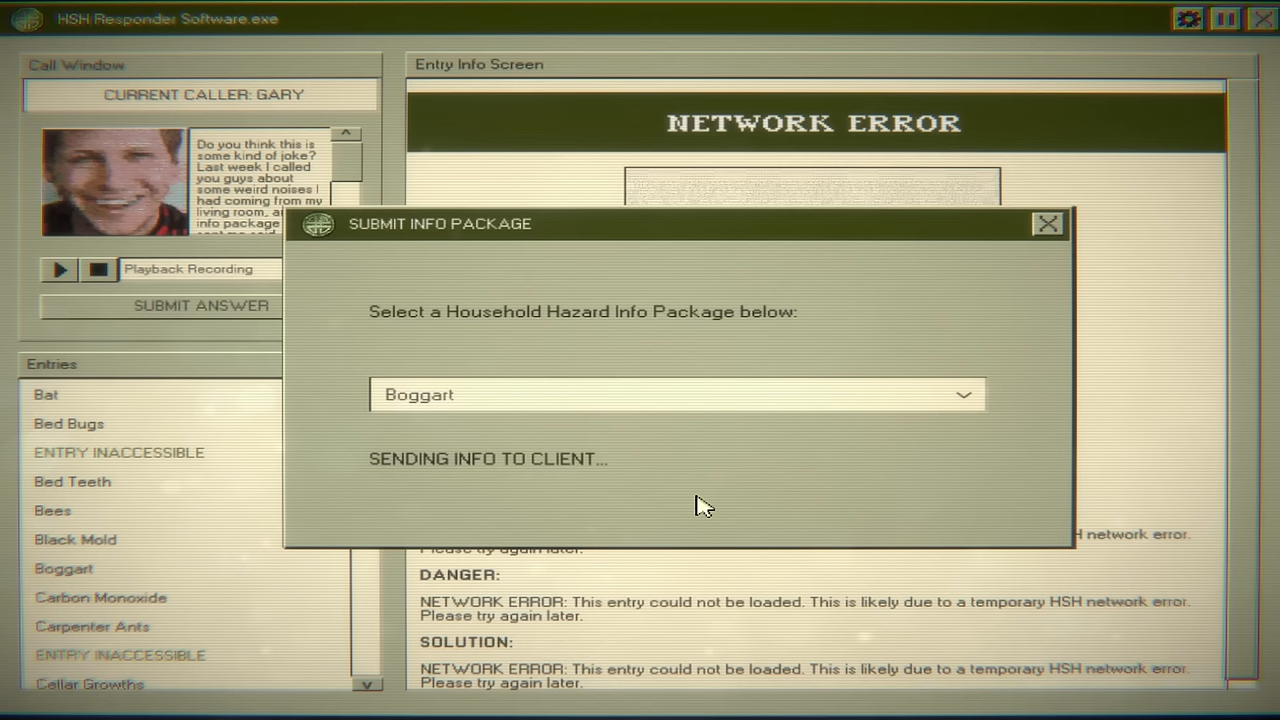 HSH Responder Software.exe
Call Window
CURRENT CALLER: GARY
Do you think this is
some kind of joke?
Last week I called
you guys about
some weird noises I
had coming from my
living room, a
info package
Playback Recording
SUBMIT ANSWER
Entries
Bat
Bed Bugs
ENTRY INACCESSIBLE
Bed Teeth
Bees
Black Mold
Boggart
Carbon Monoxide
Carpenter Ants
ENTRY INACCESSIBLE
Cellar Growths
Entry Info Screen
NETWORK ERROR
SUBMIT INFO PACKAGE
Select a Household Hazard Info Package below:
Boggart
SENDING INFO TO CLIENT...
H network error.
Please try again later.
DANGER:
NETWORK ERROR: This entry could not be loaded. This is likely due to a temporary HSH network error.
Please try again later.
SOLUTION:
NETWORK ERROR: This entry could not be loaded. This is likely due to a temporary HSH network error.
Please try again later.